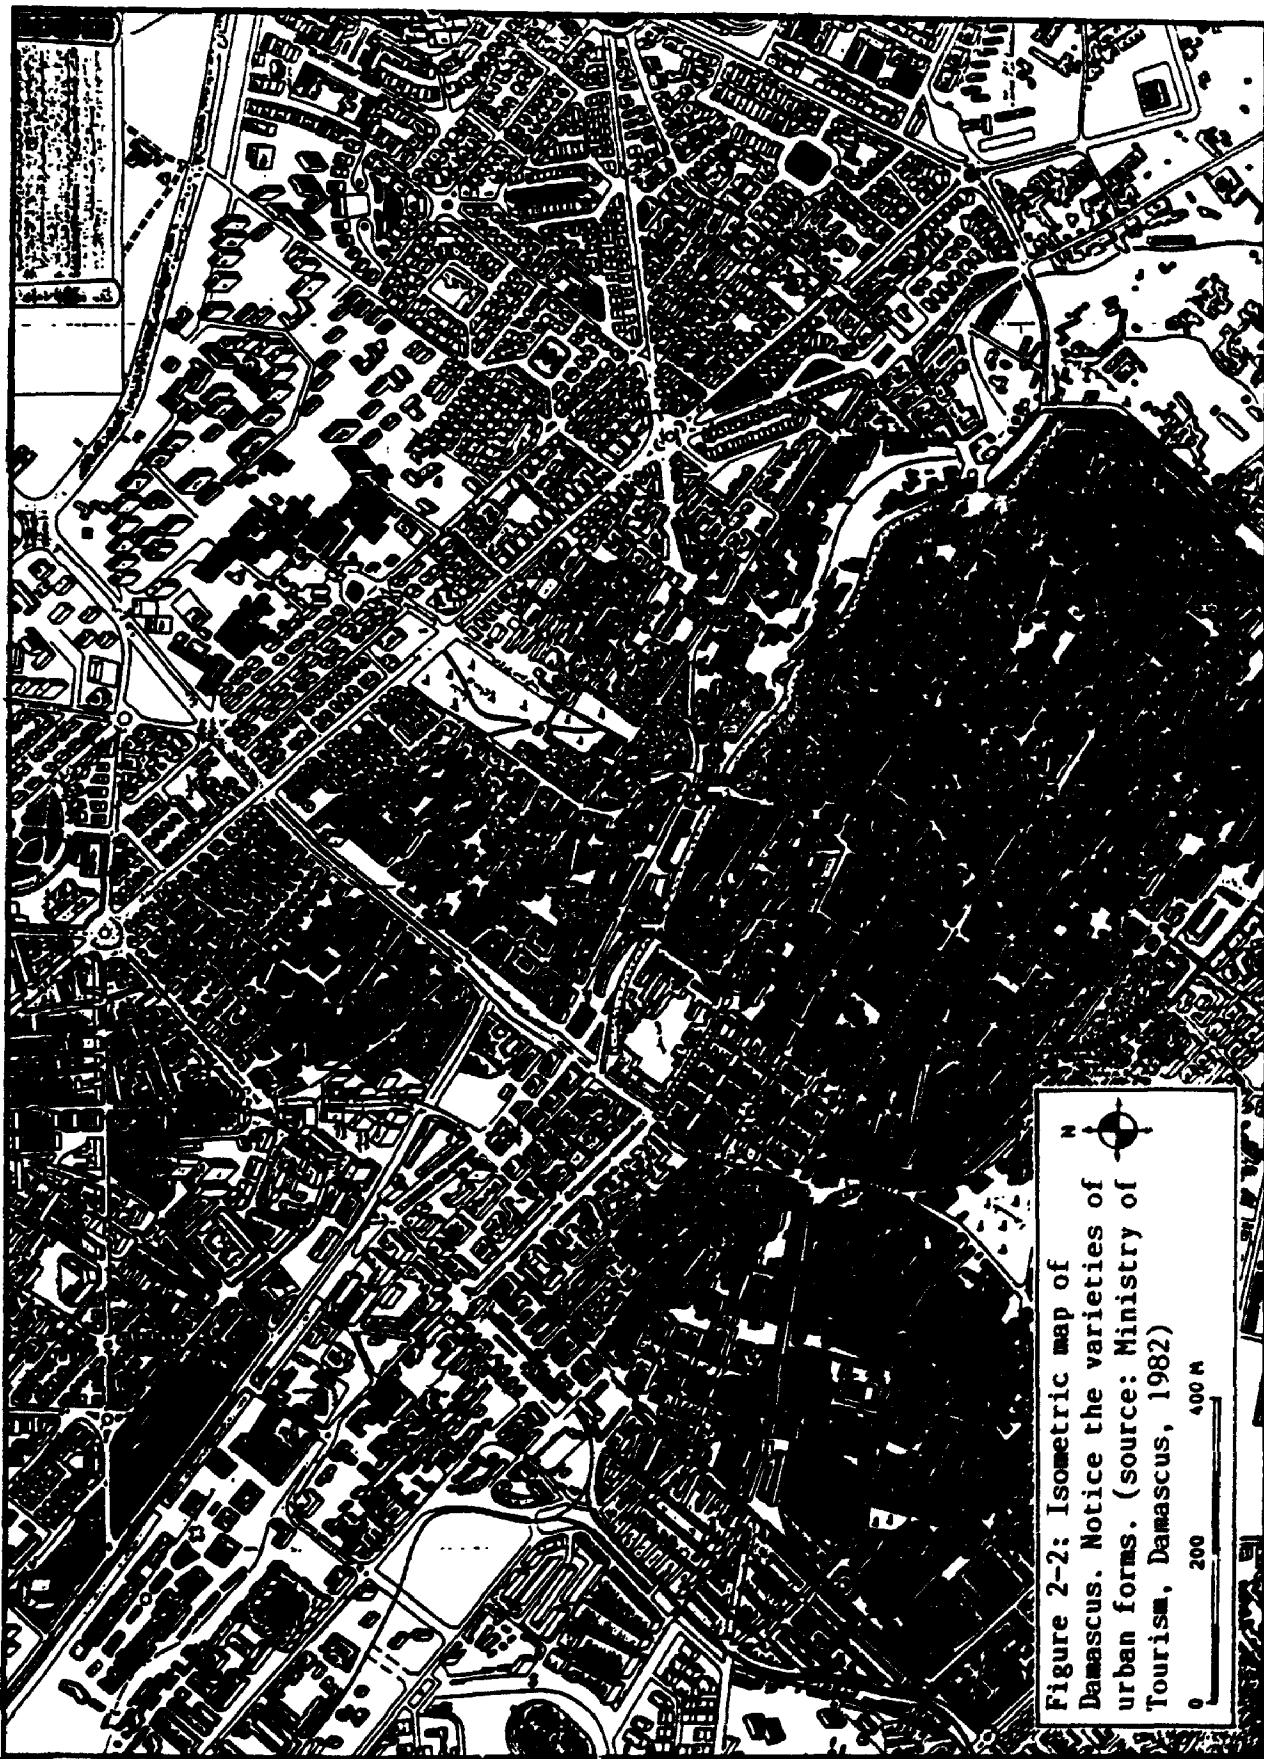 Figure 2-2: Isometric map of
Damascus. Notice the varieties of
urban forms. (source: Ministry of
Tourism, Damascus, 1982)
N
0 200 400 M